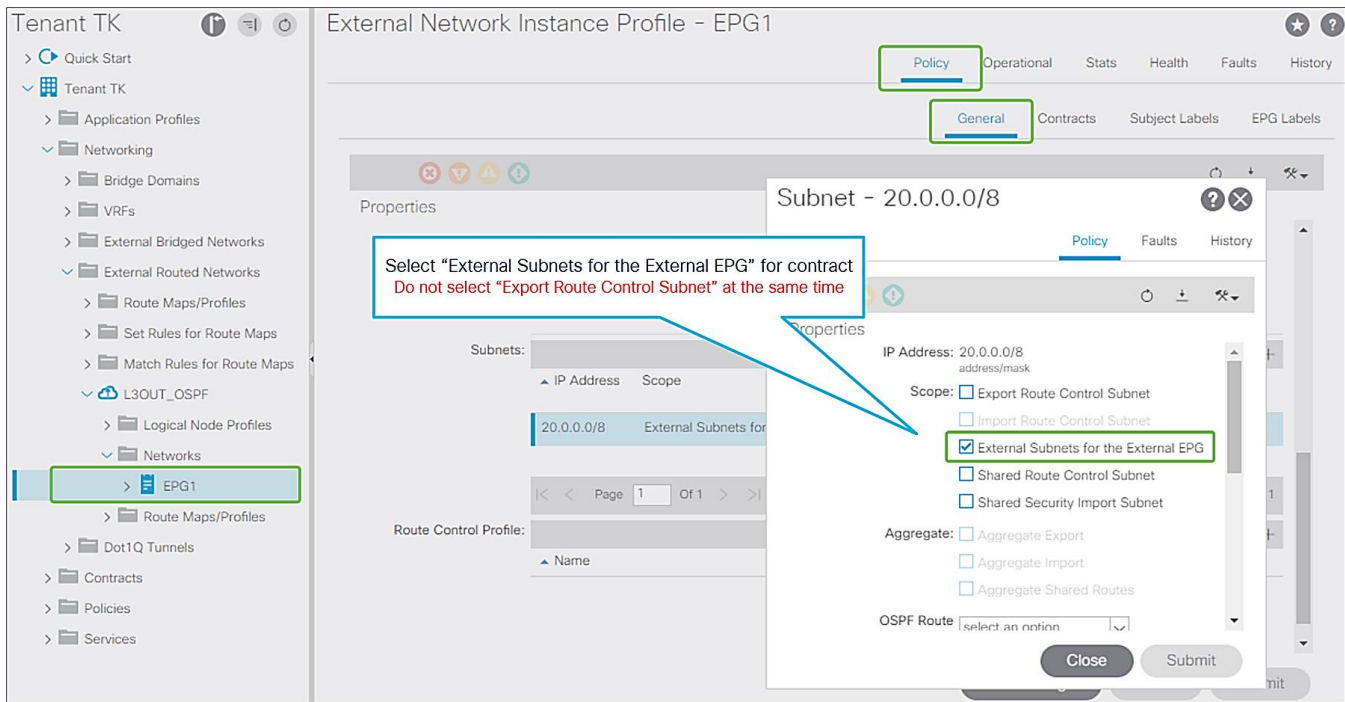 Tenant TK
External Network Instance Profile - EPG1
Quick Start
Tenant TK
Application Profiles
Networking
Bridge Domains
VRFs
External Bridged Networks
External Routed Networks
Route Maps/Profiles
Set Rules for Route Maps
Match Rules for Route Maps
L3OUT_OSPF
Logical Node Profiles
Networks
EPG1
Route Maps/Profiles
Dot1Q Tunnels
Contracts
Policies
Services
Policy Operational Stats Health Faults History
General Contracts Subject Labels EPG Labels
Properties
Select “External Subnets for the External EPG” for contract
Do not select “Export Route Control Subnet” at the same time
Subnets:
IP Address Scope
20.0.0.0/8 External Subnets for
Page 1 Of 1
1
Route Control Profile:
Name
Subnet - 20.0.0.0/8
Policy Faults History
Properties
IP Address: 20.0.0.0/8
address/mask
Scope: Export Route Control Subnet
Import Route Control Subnet
External Subnets for the External EPG
Shared Route Control Subnet
Shared Security Import Subnet
Aggregate: Aggregate Export
Aggregate Import
Aggregate Shared Routes
OSPF Route select an option
Close Submit